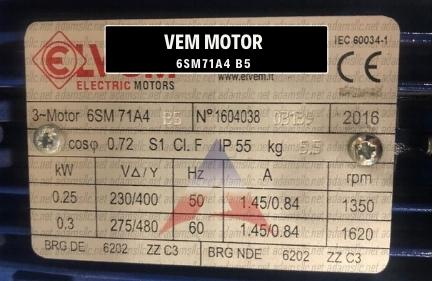 VEM MOTOR
6SM71A4 B5
ELVEM
ELECTRIC MOTORS
www.elvem.it
IEC 60034-1
CE
3~Motor 6SM 71A4 B5 N° 1604038 03139 2016
cosφ 0.72 S1 Cl. F IP 55 kg 5.5
kW V△/Y Hz A rpm
0.25 230/400 50 1.45/0.84 1350
0.3 275/480 60 1.45/0.84 1620
BRG DE 6202 ZZ C3 BRG NDE 6202 ZZ C3